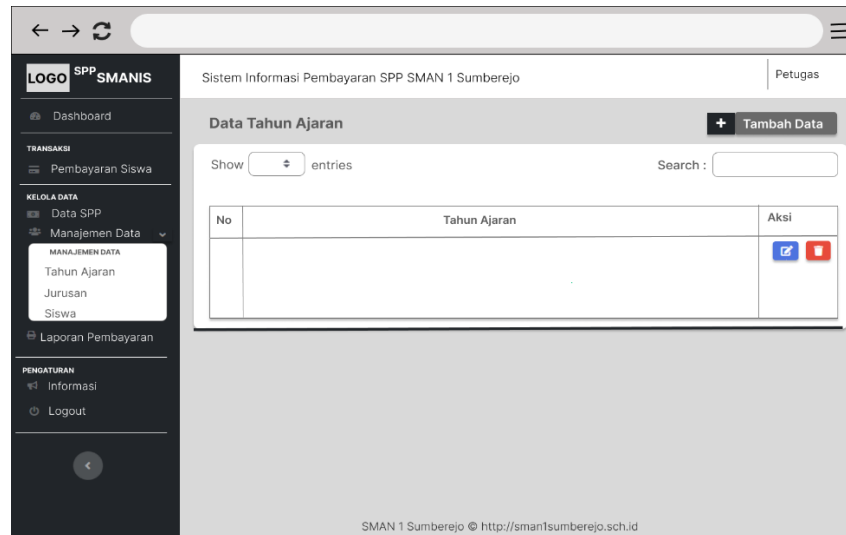 LOGO SPP SMANIS
Sistem Informasi Pembayaran SPP SMAN 1 Sumberejo
Petugas
Dashboard
TRANSAKSI
Pembayaran Siswa
KELOLA DATA
Data SPP
Manajemen Data
MANAJEMEN DATA
Tahun Ajaran
Jurusan
Siswa
Laporan Pembayaran
PENGATURAN
Informasi
Logout
Data Tahun Ajaran
+ Tambah Data
Show entries
Search :
No Tahun Ajaran Aksi
SMAN 1 Sumberejo © http://sman1sumberejo.sch.id